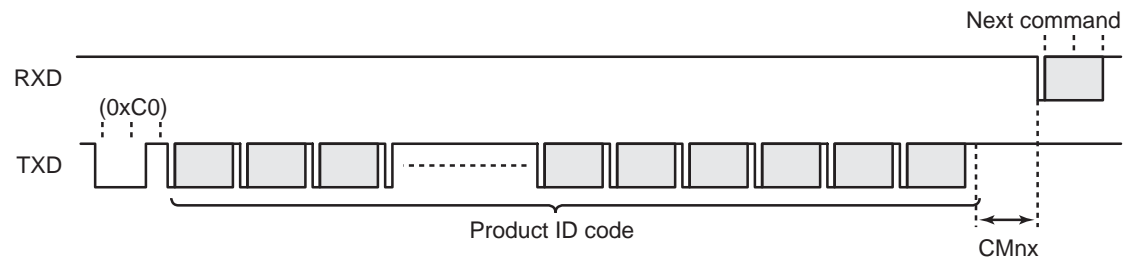 Next command
RXD
(0xC0)
TXD
Product ID code
CMnx